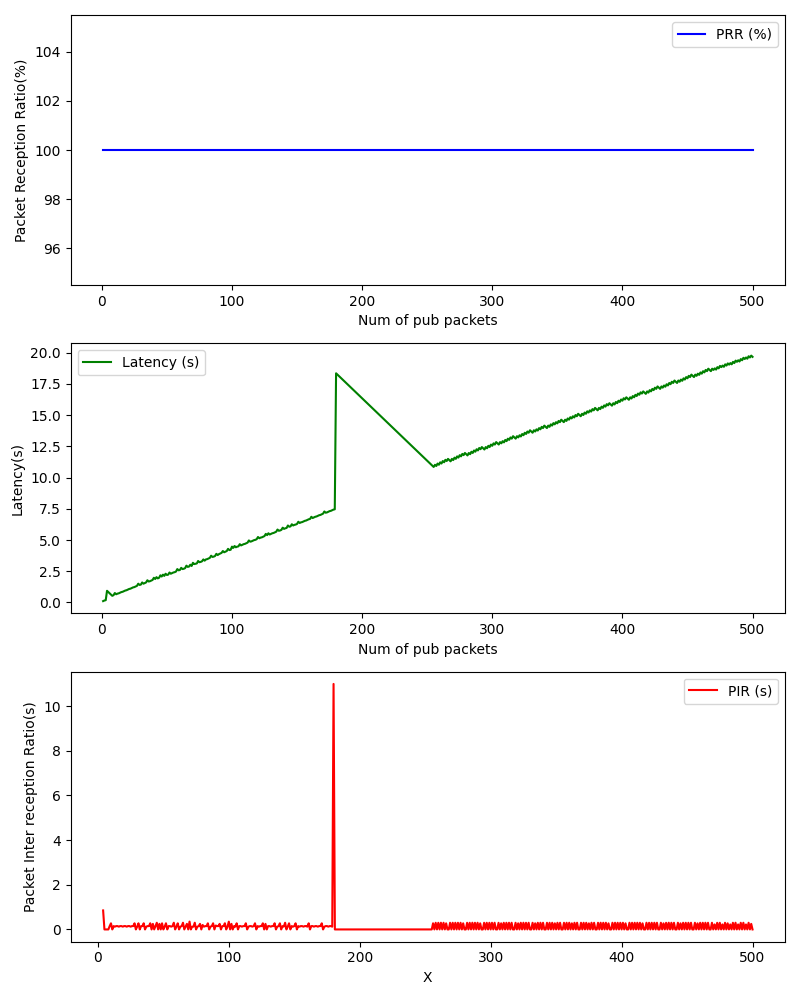 PRR (%)
104
102
100
98
96
Packet Reception Ratio(%)
0 100 200 300 400 500
Num of pub packets
Latency (s)
20.0
17.5
15.0
12.5
10.0
7.5
5.0
2.5
0.0
Latency(s)
0 100 200 300 400 500
Num of pub packets
PIR (s)
10
8
6
4
2
0
Packet Inter reception Ratio(s)
0 100 200 300 400 500
X